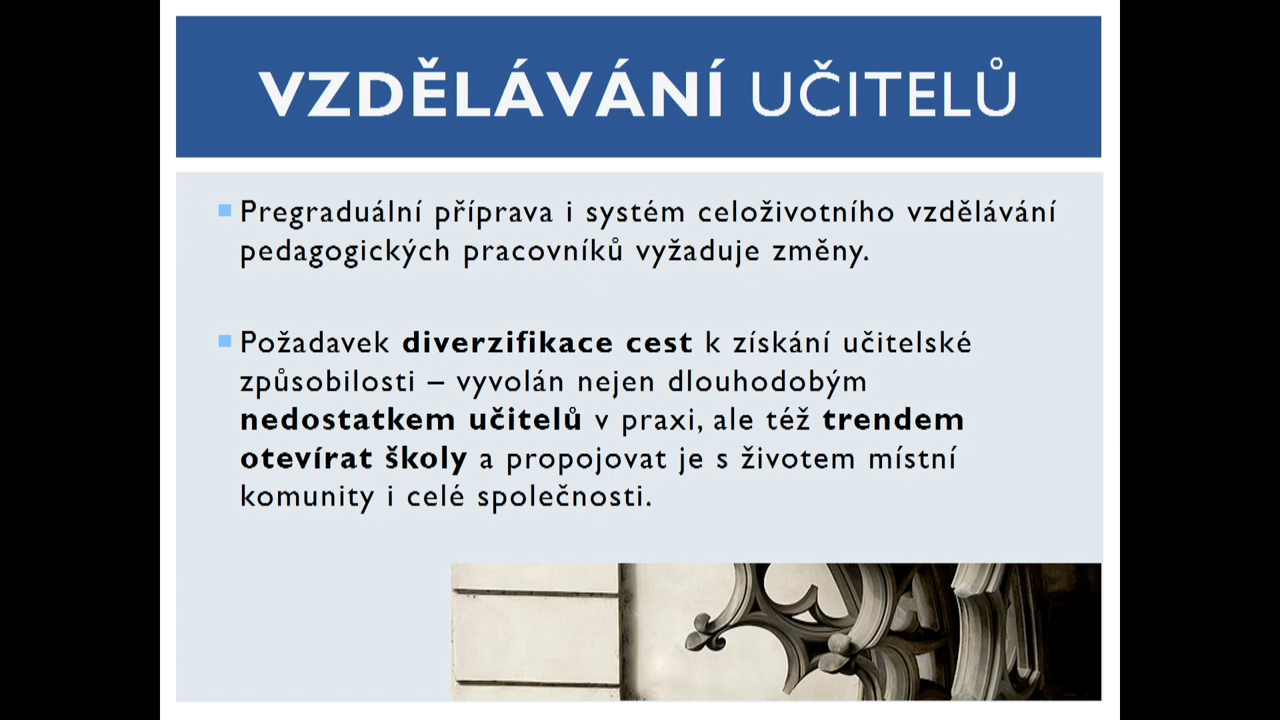 VZDĚLÁVÁNÍ UČITELŮ
Pregraduální příprava i systém celoživotního vzdělávání
pedagogických pracovníků vyžaduje změny.
Požadavek diverzifikace cest k získání učitelské
způsobilosti – vyvolán nejen dlouhodobým
nedostatkem učitelů v praxi, ale též trendem
otevírat školy a propojovat je s životem místní
komunity i celé společnosti.